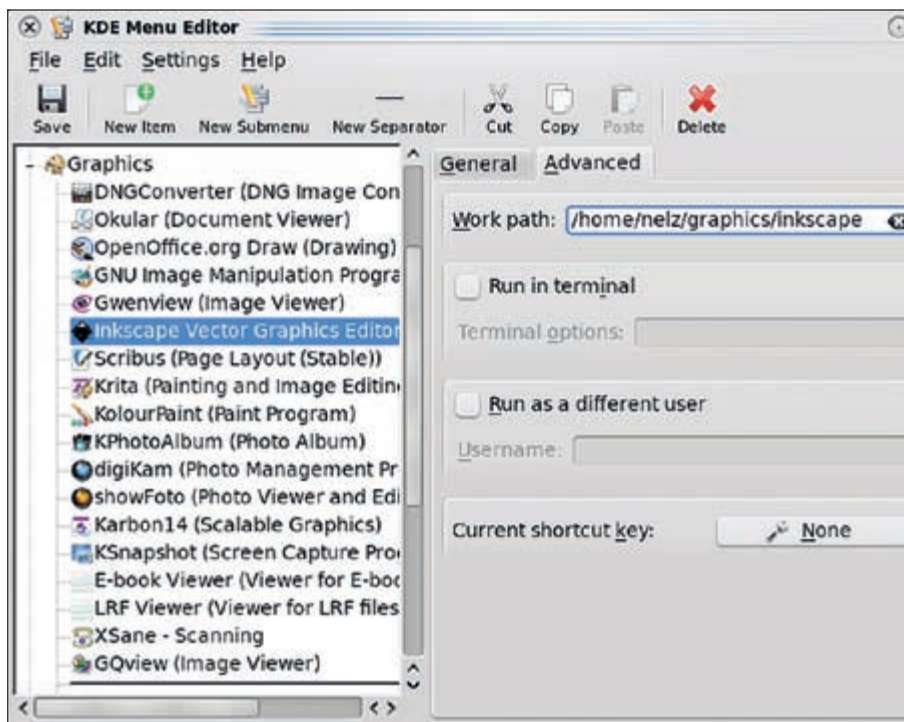 KDE Menu Editor
File Edit Settings Help
Save New Item New Submenu New Separator Cut Copy Paste Delete
Graphics
DNGConverter (DNG Image Con
Okular (Document Viewer)
OpenOffice.org Draw (Drawing)
GNU Image Manipulation Progra
Gwenview (Image Viewer)
Inkscape Vector Graphics Editor
Scribus (Page Layout (Stable))
Krita (Painting and Image Editin
KolourPaint (Paint Program)
KPhotoAlbum (Photo Album)
digiKam (Photo Management Pr
showFoto (Photo Viewer and Edi
Karbon14 (Scalable Graphics)
KSnapshot (Screen Capture Pro
E-book Viewer (Viewer for E-boo
LRF Viewer (Viewer for LRF files
XSane - Scanning
GQview (Image Viewer)
General Advanced
Work path: /home/nelz/graphics/inkscape
Run in terminal
Terminal options:
Run as a different user
Username:
Current shortcut key: None